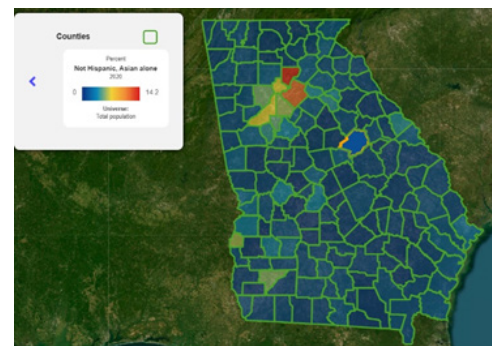 Counties
Percent
Not Hispanic, Asian alone
2020
0 14.2
Universe:
Total population